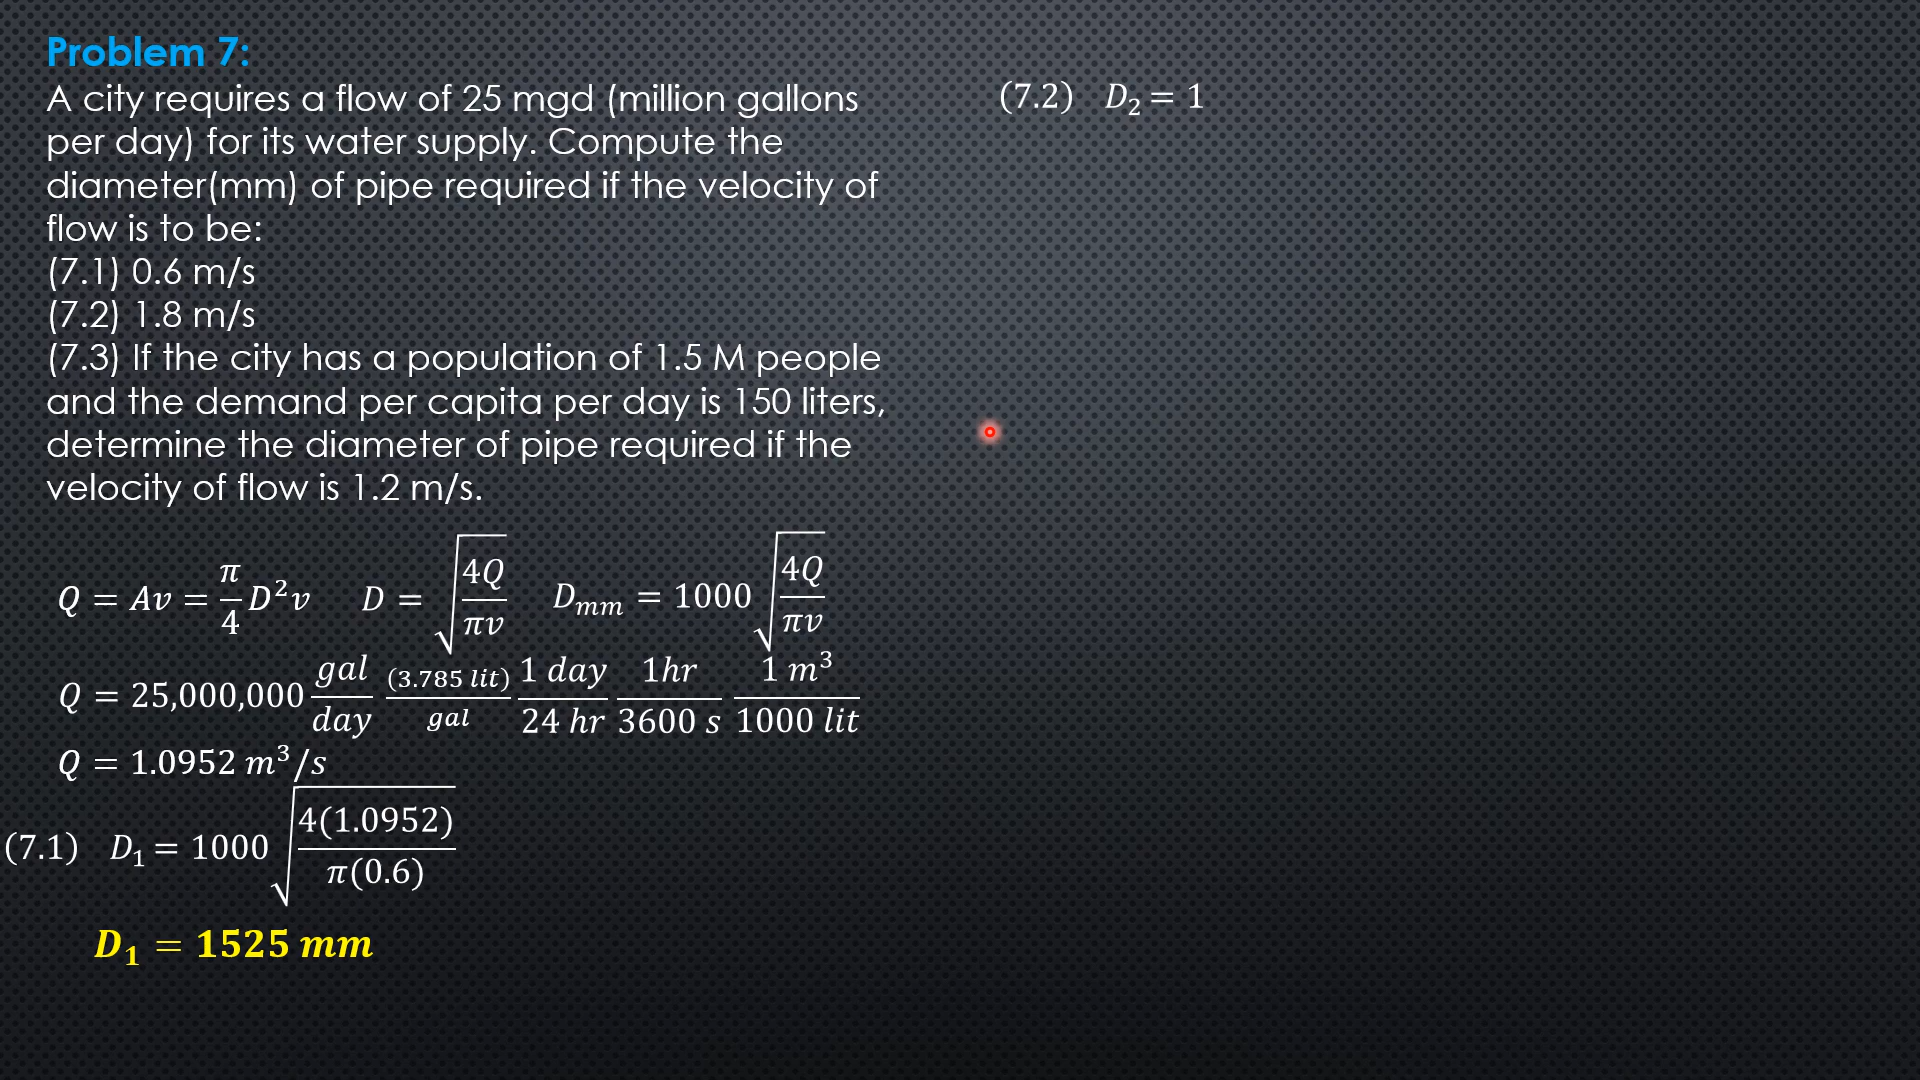 Problem 7:
A city requires a flow of 25 mgd (million gallons
per day) for its water supply. Compute the
diameter(mm) of pipe required if the velocity of
flow is to be:
(7.1) 0.6 m/s
(7.2) 1.8 m/s
(7.3) If the city has a population of 1.5 M people
and the demand per capita per day is 150 liters,
determine the diameter of pipe required if the
velocity of flow is 1.2 m/s.
Q = Av = π/4 D²v D = √(4Q/πv) Dₘₘ = 1000 √(4Q/πv)
Q = 25,000,000 gal/day (3.785 lit)/gal 1 day/24 hr 1hr/3600 s 1 m³/1000 lit
Q = 1.0952 m³/s
(7.1) D₁ = 1000 √(4(1.0952)/π(0.6))
D₁ = 1525 mm
(7.2) D₂ = 1